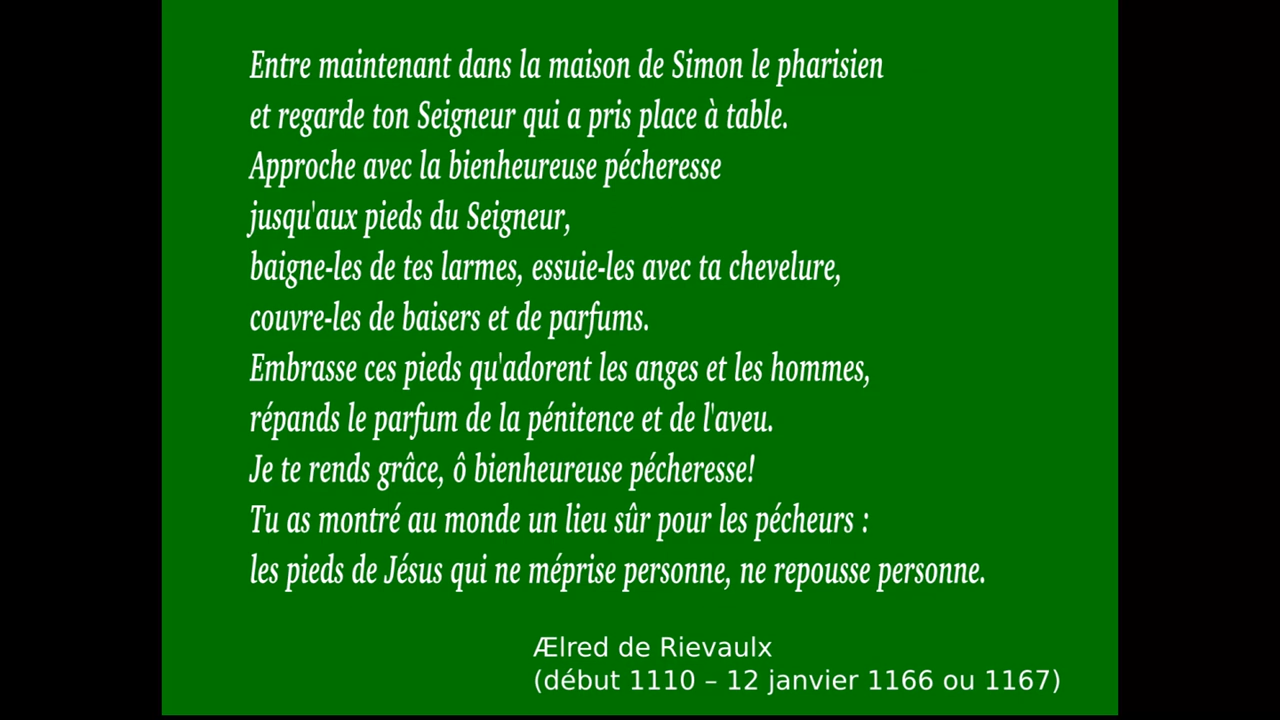 Entre maintenant dans la maison de Simon le pharisien
et regarde ton Seigneur qui a pris place à table.
Approche avec la bienheureuse pécheresse
jusqu'aux pieds du Seigneur,
baigne-les de tes larmes, essuie-les avec ta chevelure,
couvre-les de baisers et de parfums.
Embrasse ces pieds qu'adorent les anges et les hommes,
répands le parfum de la pénitence et de l'aveu.
Je te rends grâce, ô bienheureuse pécheresse!
Tu as montré au monde un lieu sûr pour les pécheurs :
les pieds de Jésus qui ne méprise personne, ne repousse personne.
Ælred de Rievaulx
(début 1110 – 12 janvier 1166 ou 1167)